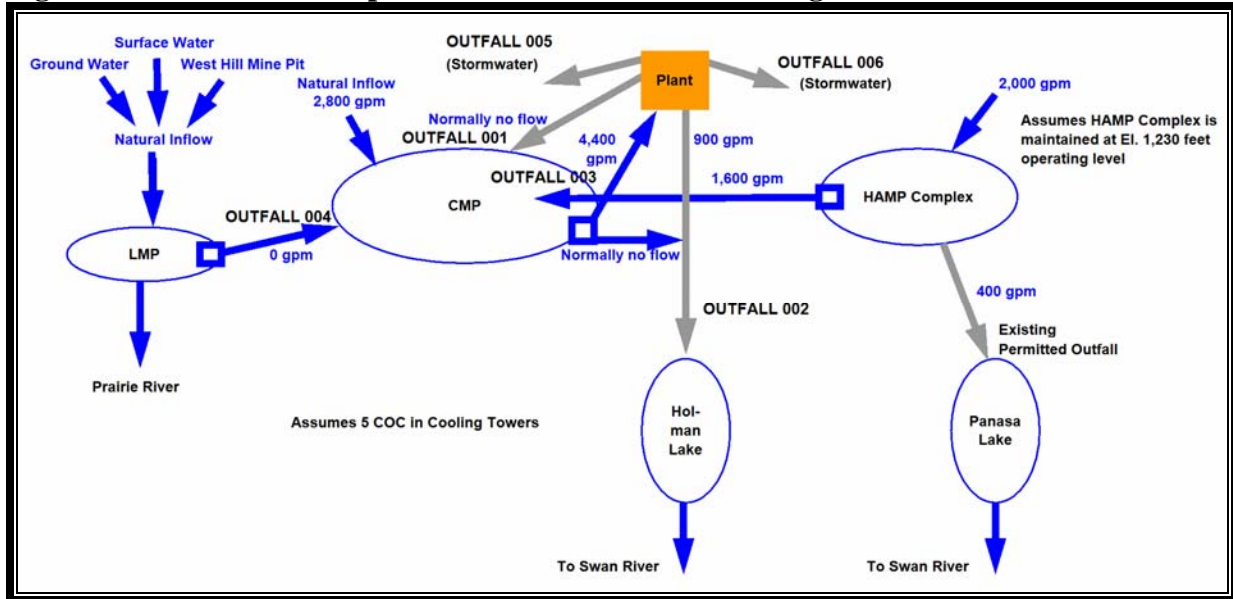 Surface Water
Ground Water
West Hill Mine Pit
Natural Inflow
OUTFALL 004
LMP
0 gpm
Prairie River
Natural Inflow
2,800 gpm
OUTFALL 005
(Stormwater)
Plant
OUTFALL 006
(Stormwater)
Normally no flow
OUTFALL 001
4,400
gpm
900 gpm
OUTFALL 003
CMP
1,600 gpm
Normally no flow
2,000 gpm
Assumes HAMP Complex is
maintained at El. 1,230 feet
operating level
HAMP Complex
OUTFALL 002
400 gpm
Existing
Permitted Outfall
Assumes 5 COC in Cooling Towers
Hol-
man
Lake
Panasa
Lake
To Swan River
To Swan River